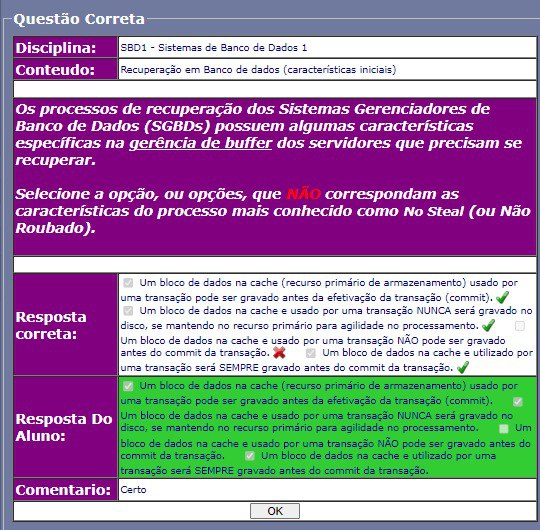 Questão Correta
Disciplina:
SBD1 - Sistemas de Banco de Dados 1
Conteudo:
Recuperação em Banco de dados (características iniciais)
Os processos de recuperação dos Sistemas Gerenciadores de
Banco de Dados (SGBDs) possuem algumas características
específicas na gerência de buffer dos servidores que precisam se
recuperar.
Selecione a opção, ou opções, que NÃO correspondam as
características do processo mais conhecido como No Steal (ou Não
Roubado).
Resposta
correta:
Um bloco de dados na cache (recurso primário de armazenamento) usado por
uma transação pode ser gravado antes da efetivação da transação (commit).
Um bloco de dados na cache e usado por uma transação NUNCA será gravado no
disco, se mantendo no recurso primário para agilidade no processamento.
Um bloco de dados na cache e usado por uma transação NÃO pode ser gravado
antes do commit da transação. Um bloco de dados na cache e utilizado por
uma transação será SEMPRE gravado antes do commit da transação.
Resposta Do
Aluno:
Um bloco de dados na cache (recurso primário de armazenamento) usado por
uma transação pode ser gravado antes da efetivação da transação (commit).
Um bloco de dados na cache e usado por uma transação NUNCA será gravado no
disco, se mantendo no recurso primário para agilidade no processamento. Um
bloco de dados na cache e usado por uma transação NÃO pode ser gravado antes do
commit da transação. Um bloco de dados na cache e utilizado por uma
transação será SEMPRE gravado antes do commit da transação.
Comentario:
Certo
OK